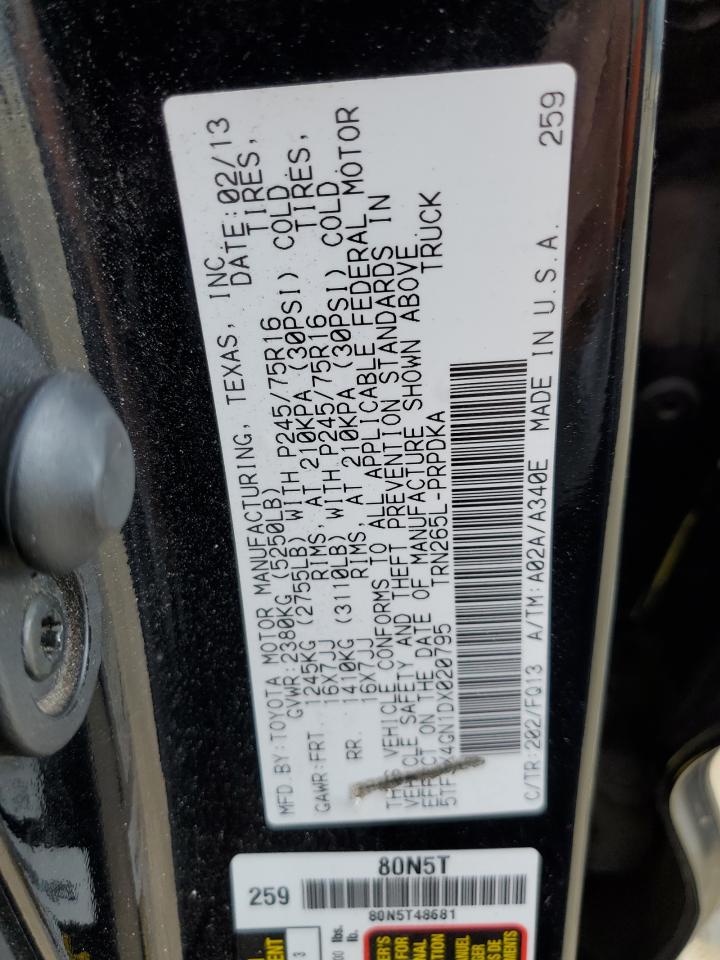 MFD. BY:TOYOTA MOTOR MANUFACTURING, TEXAS, INC. DATE:02/13
GVWR:2380KG (5250LB)
GAWR:FRT. 1245KG (2755LB) WITH P245/75R16 TIRES,
16X7JJ RIMS, AT 210KPA (30PSI) COLD
RR. 1410KG (3110LB) WITH P245/75R16 TIRES,
16X7JJ RIMS, AT 210KPA (30PSI) COLD
THIS VEHICLE CONFORMS TO ALL APPLICABLE FEDERAL MOTOR
VEHICLE SAFETY AND THEFT PREVENTION STANDARDS IN
EFFECT ON THE DATE OF MANUFACTURE SHOWN ABOVE.
TRN265L-PRPDKA TRUCK
C/TR:202/FQ13 A/TM:A02A/A340E MADE IN U.S.A. 259
80N5T
259
80N5T48681